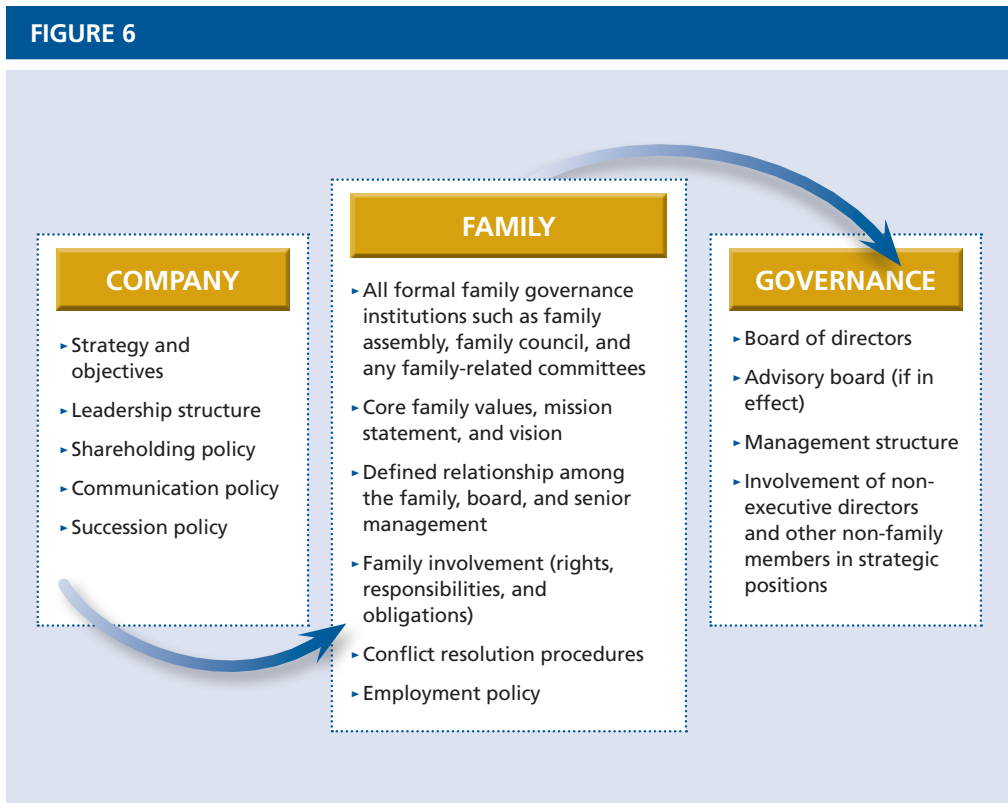 FIGURE 6
COMPANY
► Strategy and
objectives
► Leadership structure
► Shareholding policy
► Communication policy
► Succession policy
FAMILY
► All formal family governance
institutions such as family
assembly, family council, and
any family-related committees
► Core family values, mission
statement, and vision
► Defined relationship among
the family, board, and senior
management
► Family involvement (rights,
responsibilities, and
obligations)
► Conflict resolution procedures
► Employment policy
GOVERNANCE
► Board of directors
► Advisory board (if in
effect)
► Management structure
► Involvement of non-
executive directors
and other non-family
members in strategic
positions